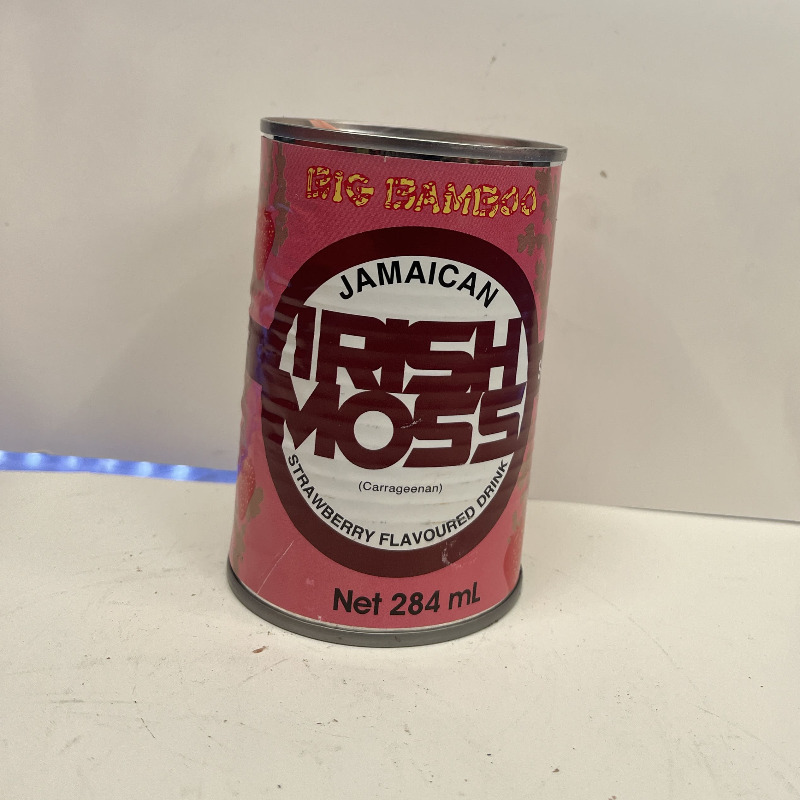 BIG BAMBOO
JAMAICAN
IRISH
MOSS
(Carrageenan)
STRAWBERRY FLAVOURED DRINK
Net 284 mL